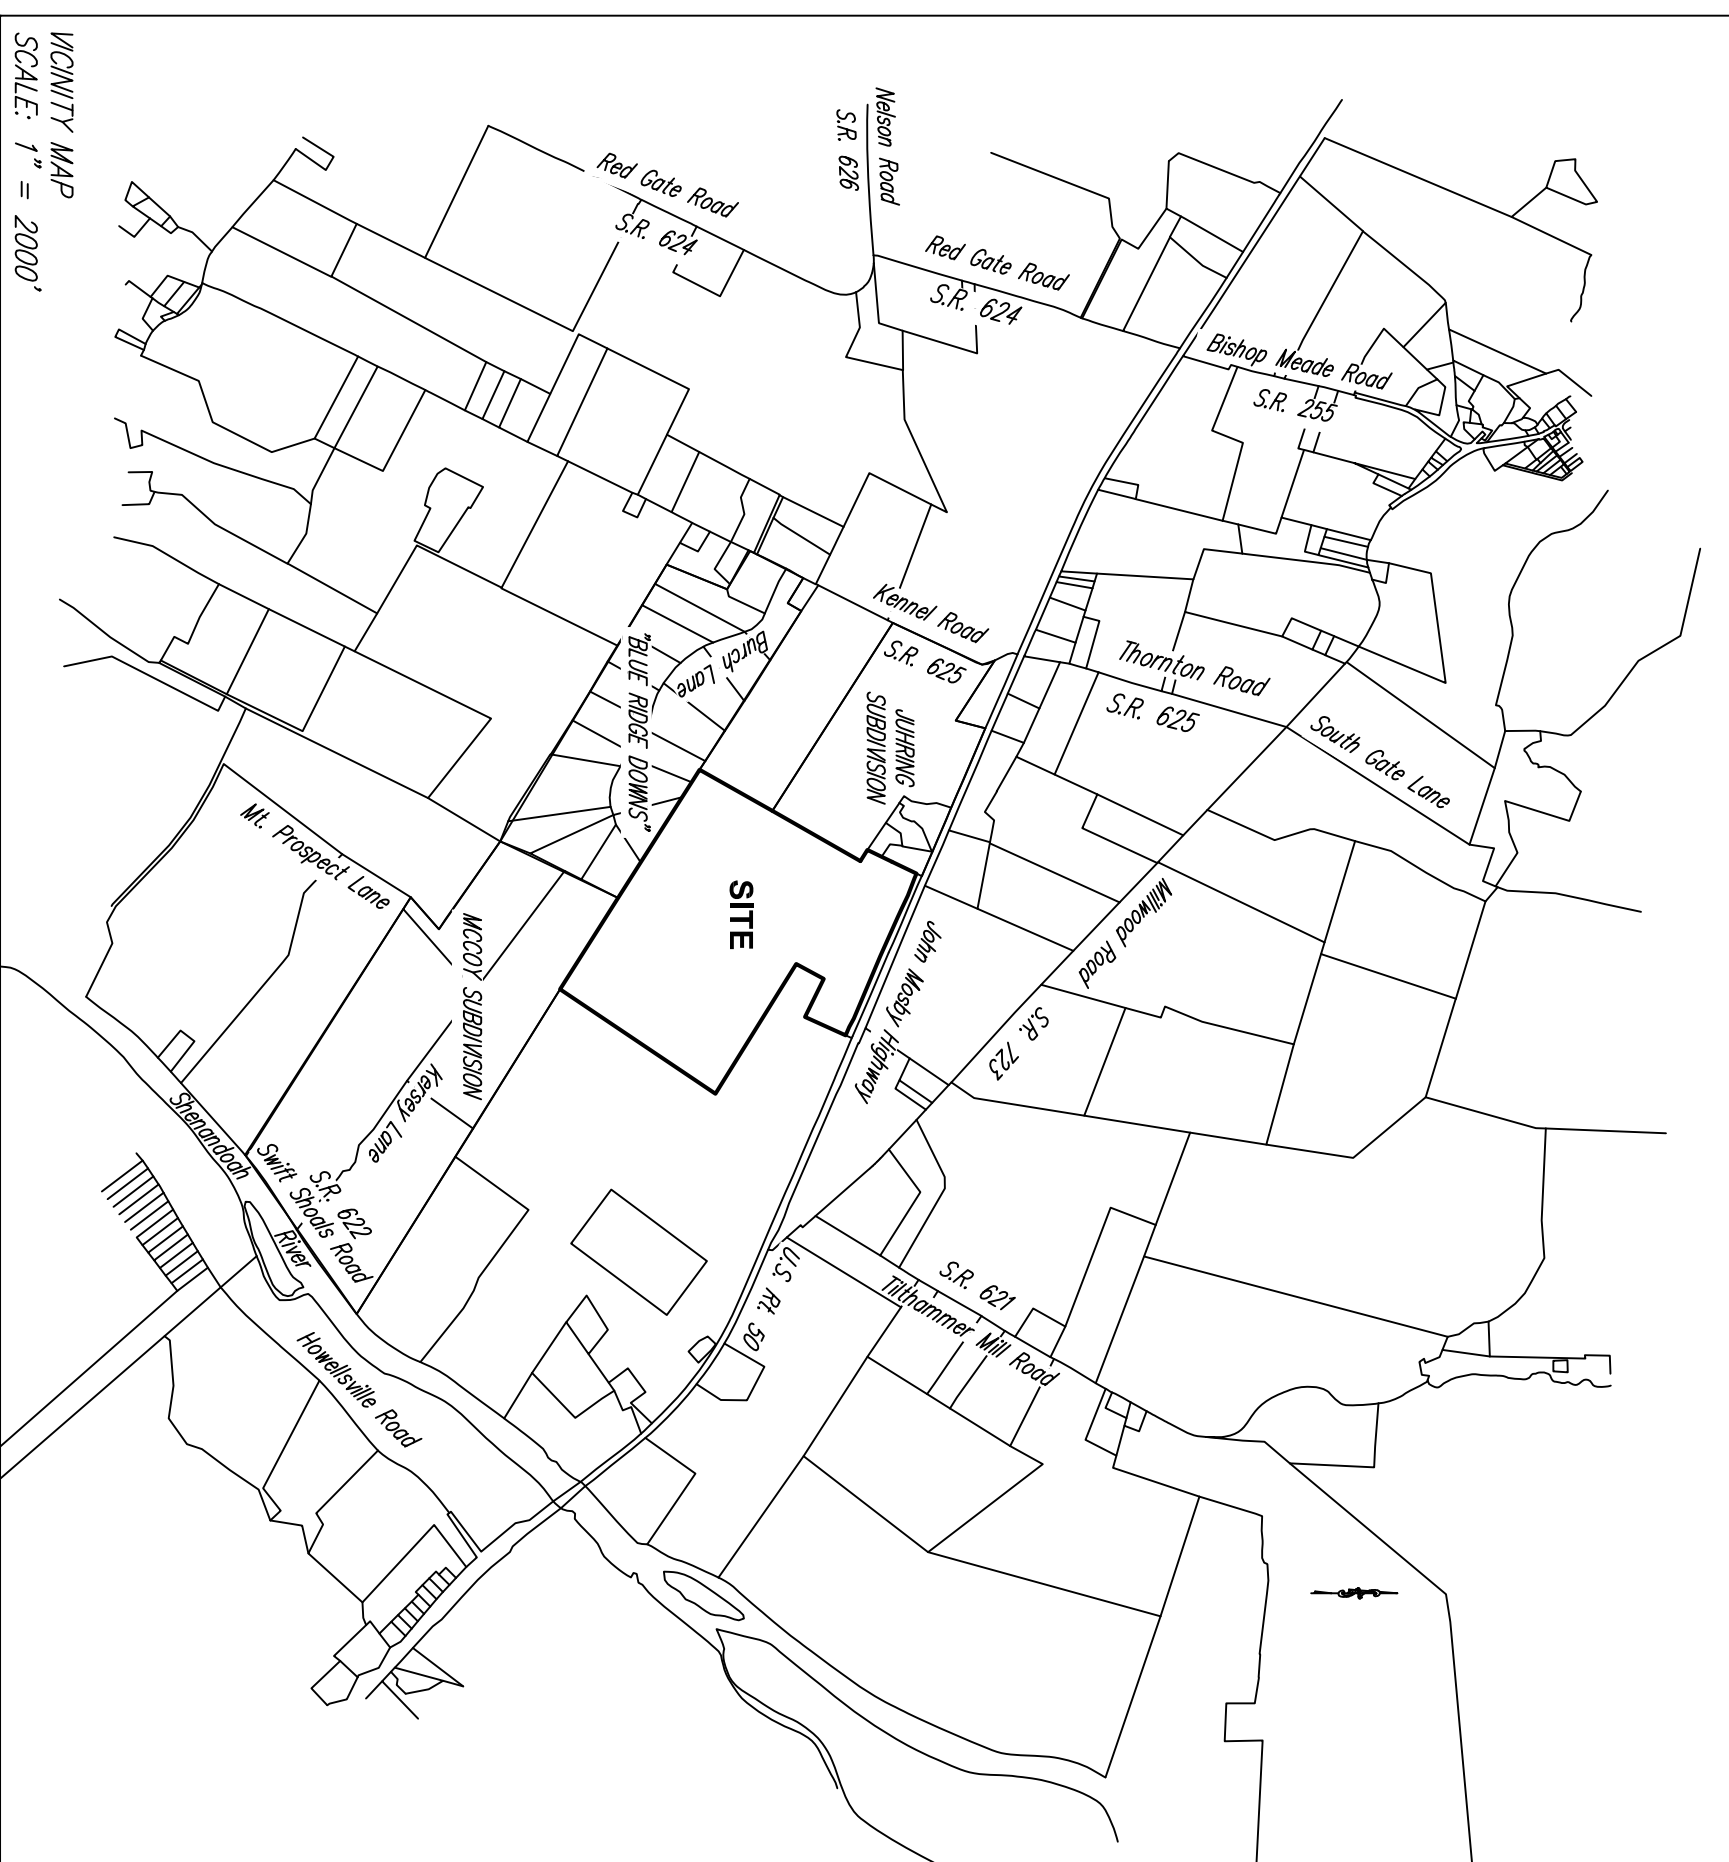 VICINITY MAP
SCALE: 1" = 2000'
Nelson Road
S.R. 626
Red Gate Road
S.R. 624
Red Gate Road
S.R. 624
Bishop Meade Road
S.R. 255
Kennel Road
S.R. 625
Thornton Road
S.R. 625
South Gate Lane
Burch Lane
"BLUE RIDGE DOWNS"
JUHRING
SUBDIVISION
SITE
Mt. Prospect Lane
MCCOY SUBDIVISION
Kersey Lane
John Mosby Highway
U.S. Rt. 50
Millwood Road
S.R. 723
S.R. 621
Tilthammer Mill Road
S.R. 622
Swift Shoals Road
Shenandoah
River
Howellsville Road